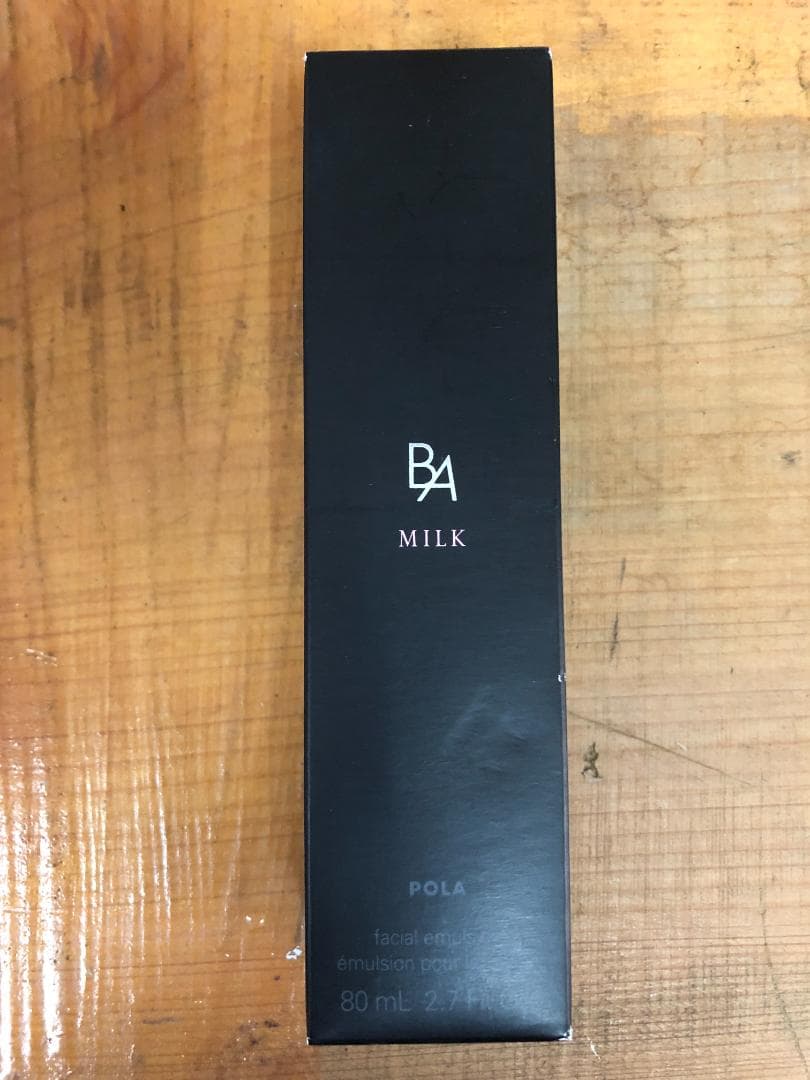 BA
MILK
POLA
facial
émulsion pour
80 mL 2.7